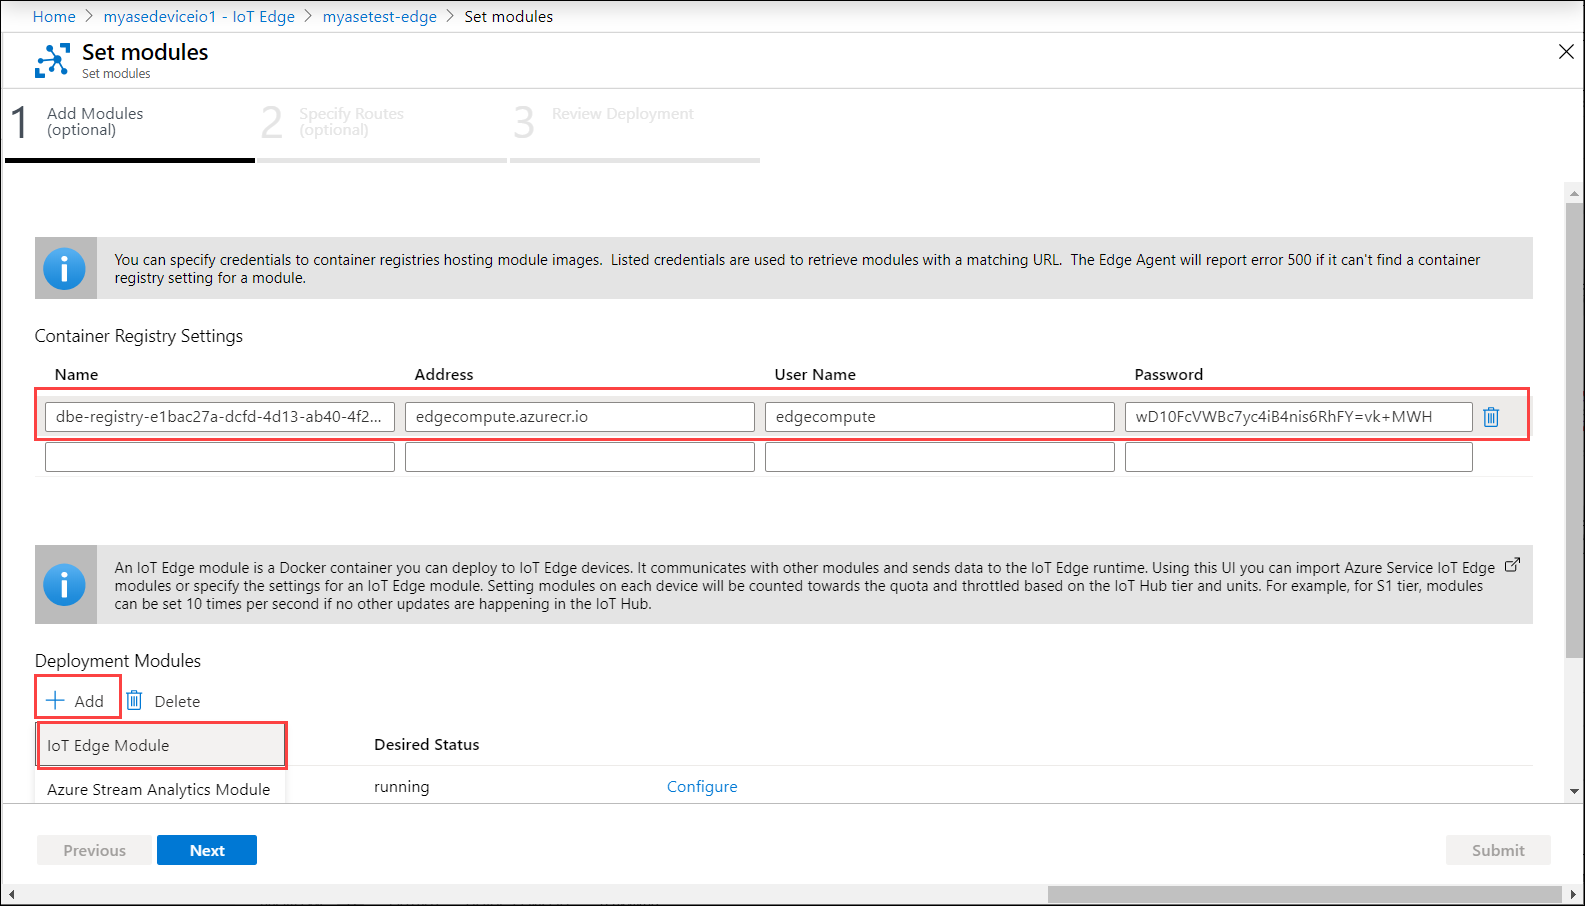 Home > myasedeviceio1 - IoT Edge > myasetest-edge > Set modules
Set modules
Set modules
1 Add Modules (optional)
2 Specify Routes (optional)
3 Review Deployment
You can specify credentials to container registries hosting module images. Listed credentials are used to retrieve modules with a matching URL. The Edge Agent will report error 500 if it can't find a container
registry setting for a module.
Container Registry Settings
Name Address User Name Password
dbe-registry-e1bac27a-dcfd-4d13-ab40-4f2... edgecompute.azurecr.io edgecompute wD10FcVWBc7yc4iB4nis6RhFY=vk+MWH
An IoT Edge module is a Docker container you can deploy to IoT Edge devices. It communicates with other modules and sends data to the IoT Edge runtime. Using this UI you can import Azure Service IoT Edge
modules or specify the settings for an IoT Edge module. Setting modules on each device will be counted towards the quota and throttled based on the IoT Hub tier and units. For example, for S1 tier, modules
can be set 10 times per second if no other updates are happening in the IoT Hub.
Deployment Modules
Add Delete
IoT Edge Module Desired Status
Azure Stream Analytics Module running Configure
Previous Next Submit